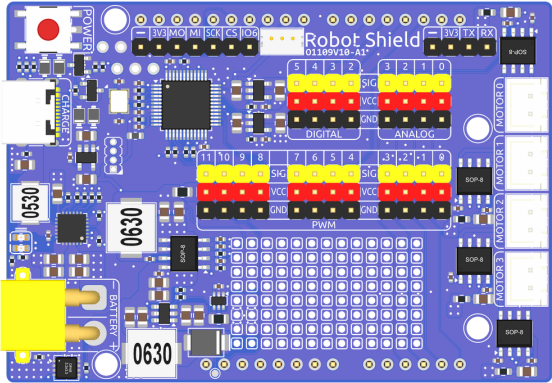 POWER
− 3V3 MO MI SCK CS IO6
Robot Shield
O1109V10-A1*
− 3V3 TX RX
SOP-8
CHARGE
5 4 3 2
3 2 1 0
SIG
VCC
GND
DIGITAL
ANALOG
MOTOR 0
11 10 9 8
7 6 5 4
3 2 1 0
SIG
SIG
VCC
VCC
GND
GND
PWM
MOTOR 1
SOP-8
MOTOR 2
0530
0630
SOP-8
SOP-8
MOTOR 3
BATTERY +
−
0630
SOP-8